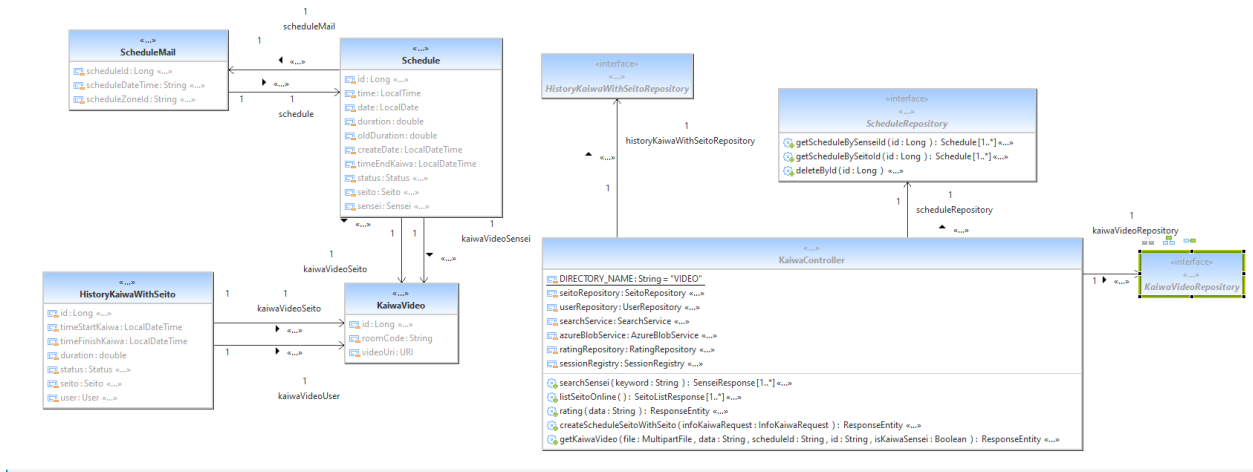 1
scheduleMail
1
«...»
ScheduleMail
scheduleId : Long «...»
scheduleDateTime : String «...»
scheduleZoneId : String «...»
«...»
«...»
1
1
schedule
«...»
Schedule
id : Long «...»
time : LocalTime
date : LocalDate
duration : double
oldDuration : double
createDate : LocalDateTime
timeEndKaiwa : LocalDateTime
status : Status «...»
seito : Seito «...»
sensei : Sensei «...»
«...»
1
1
1
kaiwaVideoSensei
«...»
1
kaiwaVideoSeito
«...»
HistoryKaiwaWithSeito
id : Long «...»
timeStartKaiwa : LocalDateTime
timeFinishKaiwa : LocalDateTime
duration : double
status : Status «...»
seito : Seito «...»
user : User «...»
1
1
kaiwaVideoSeito
«...»
1
«...»
1
kaiwaVideoUser
«...»
KaiwaVideo
id : Long «...»
roomCode : String
videoUri : URI
«interface»
«...»
HistoryKaiwaWithSeitoRepository
1
historyKaiwaWithSeitoRepository
«...»
1
«interface»
«...»
ScheduleRepository
getScheduleBySenseiId ( id : Long ) : Schedule [1..*] «...»
getScheduleBySeitoId ( id : Long ) : Schedule [1..*] «...»
deleteById ( id : Long ) «...»
1
1
scheduleRepository
«...»
1
kaiwaVideoRepository
«interface»
«...»
KaiwaVideoRepository
1
«...»
«...»
KaiwaController
DIRECTORY_NAME : String = "VIDEO"
seitoRepository : SeitoRepository «...»
userRepository : UserRepository «...»
searchService : SearchService «...»
azureBlobService : AzureBlobService «...»
ratingRepository : RatingRepository «...»
sessionRegistry : SessionRegistry «...»
searchSensei ( keyword : String ) : SenseiResponse [1..*] «...»
listSeitoOnline ( ) : SeitoListResponse [1..*] «...»
rating ( data : String ) : ResponseEntity «...»
createScheduleSeitoWithSeito ( infoKaiwaRequest : InfoKaiwaRequest ) : ResponseEntity «...»
getKaiwaVideo ( file : MultipartFile , data : String , scheduleId : String , id : String , isKaiwaSensei : Boolean ) : ResponseEntity «...»